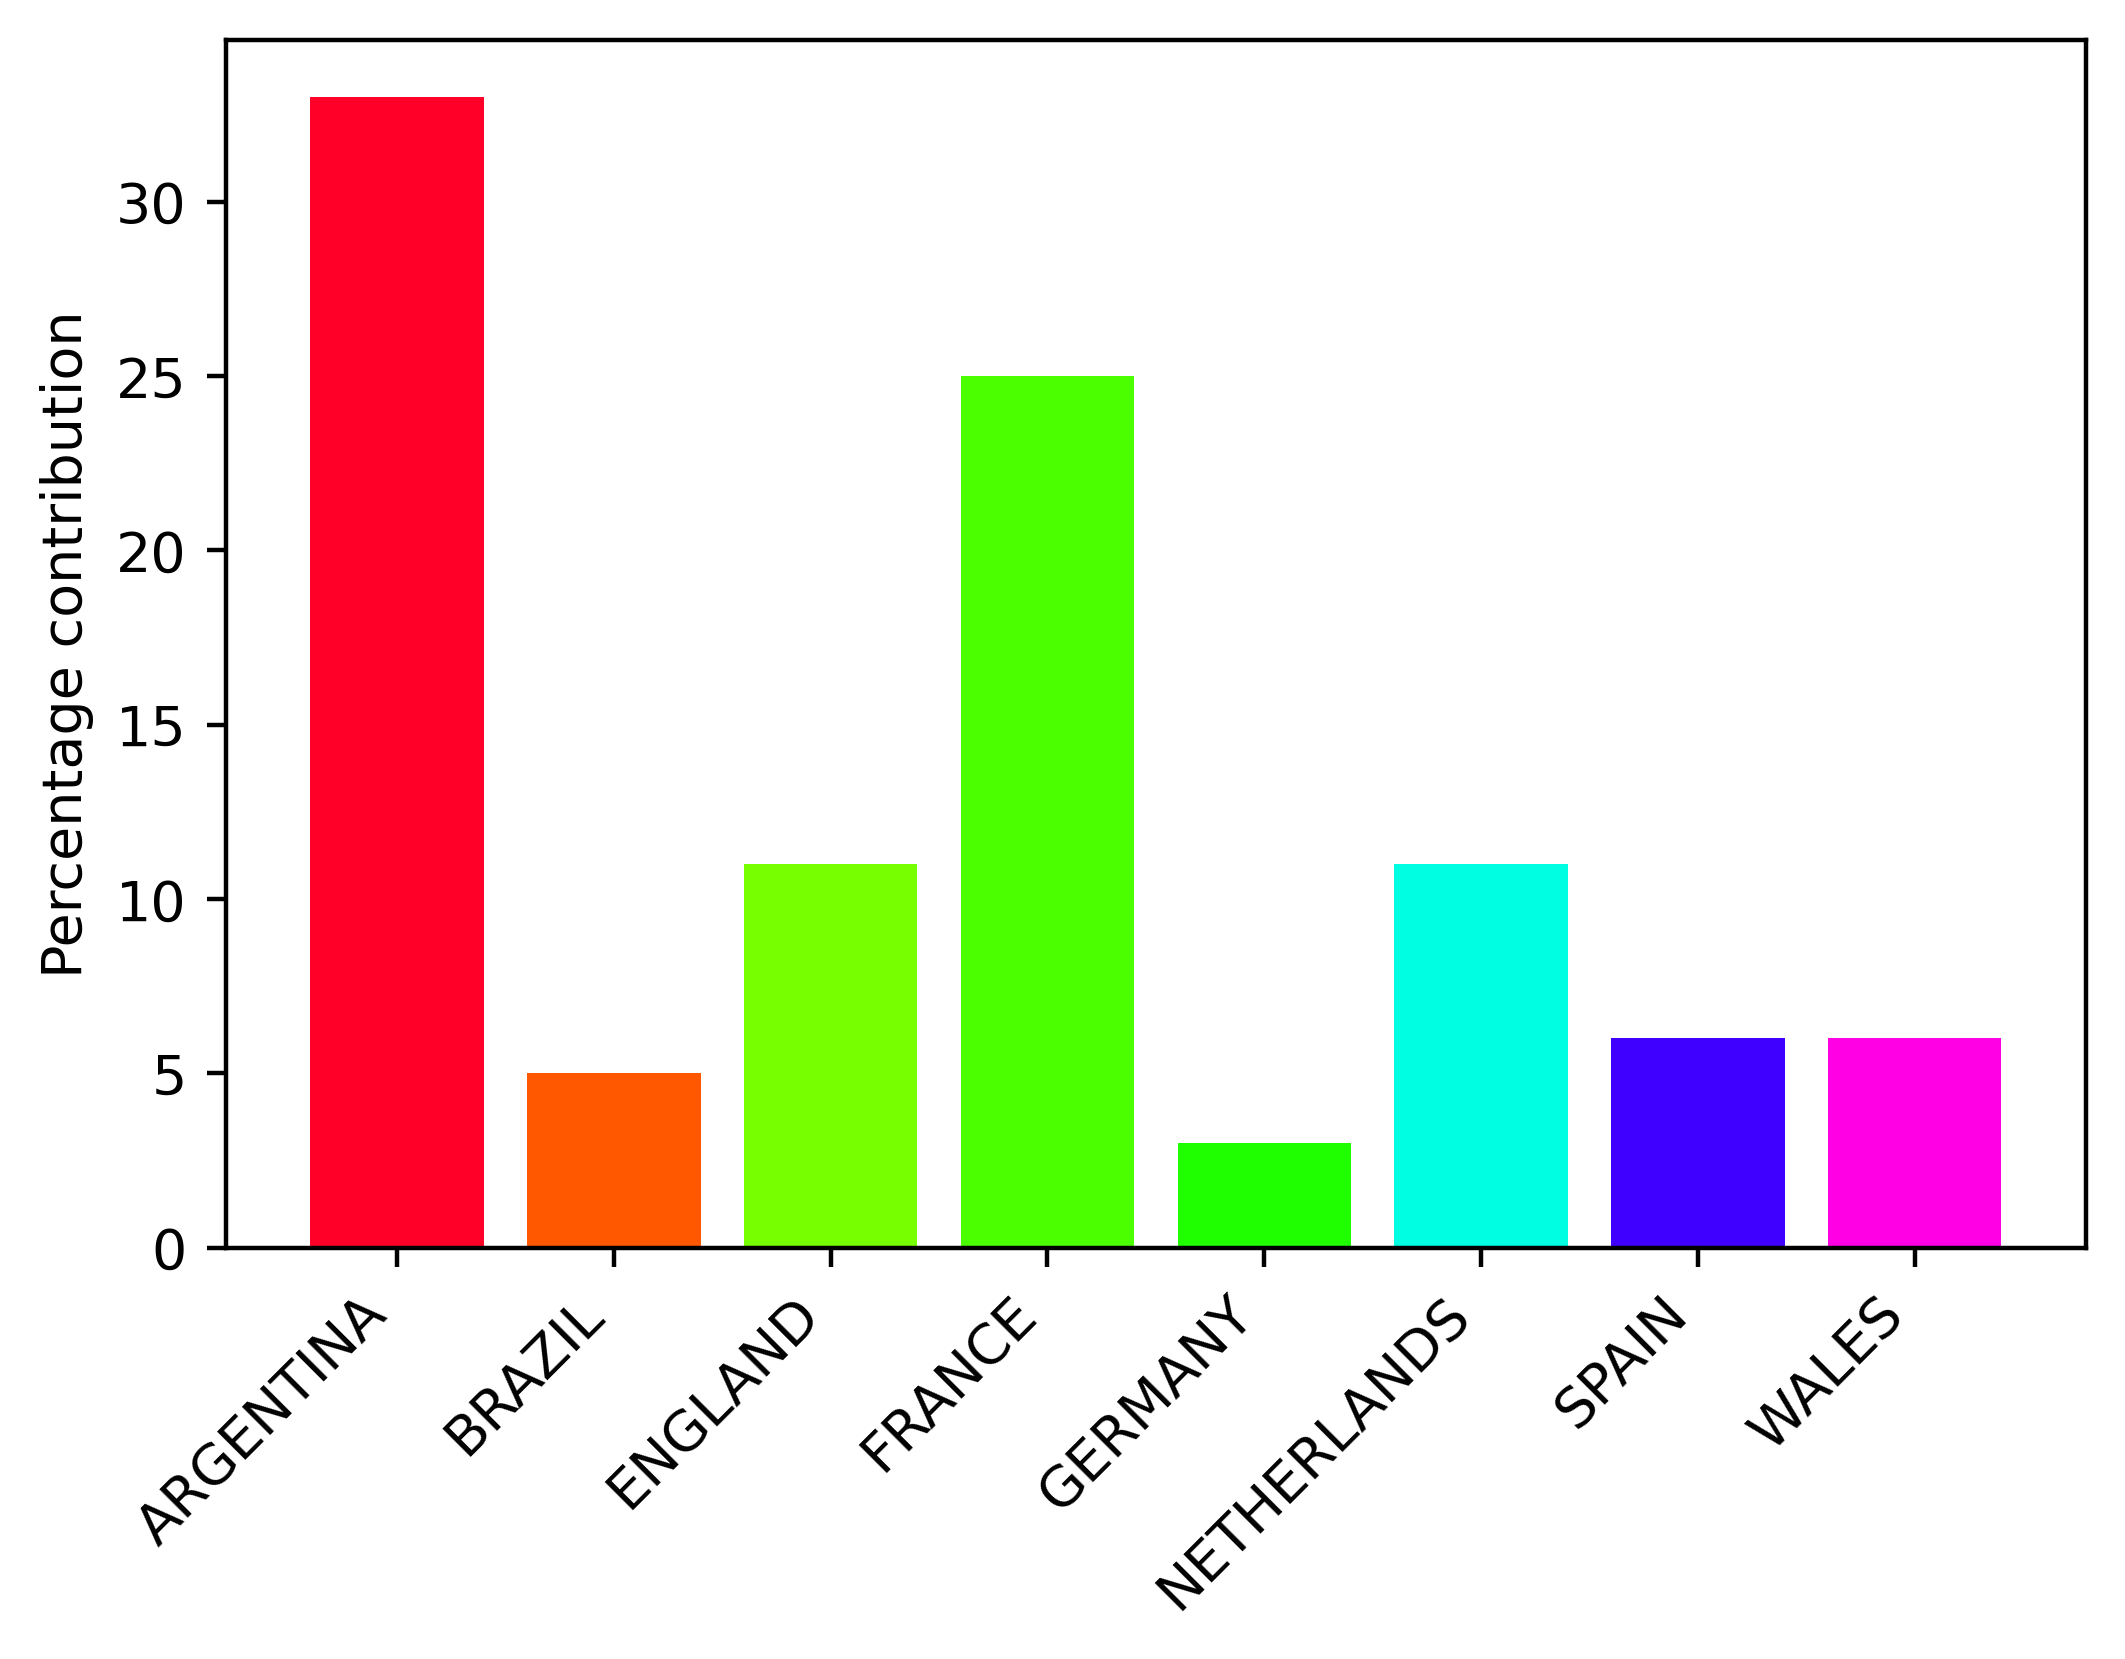 Percentage contribution
30
25
20
15
10
5
0
ARGENTINA
BRAZIL
ENGLAND
FRANCE
GERMANY
NETHERLANDS
SPAIN
WALES